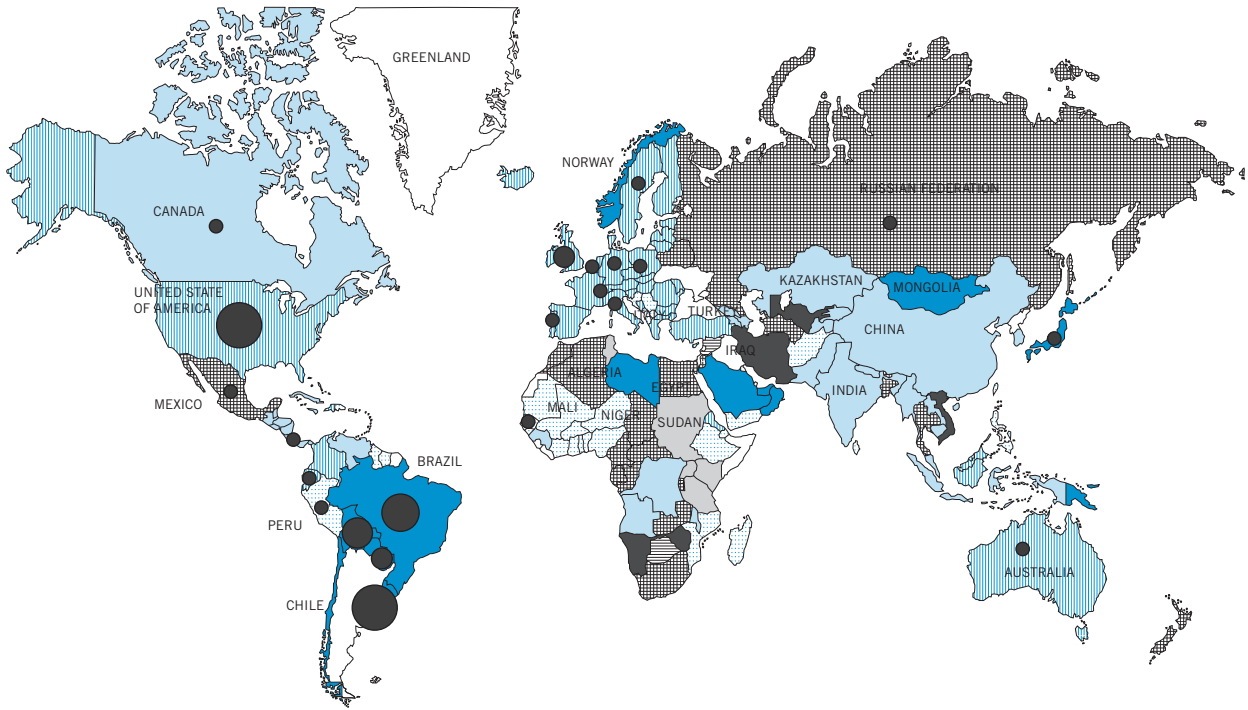 GREENLAND
NORWAY
RUSSIAN FEDERATION
CANADA
KAZAKHSTAN
MONGOLIA
UNITED STATE
OF AMERICA
TURKEY
CHINA
IRAQ
ALGERIA
EGYPT
INDIA
MEXICO
MALI
NIGER
SUDAN
BRAZIL
PERU
AUSTRALIA
CHILE